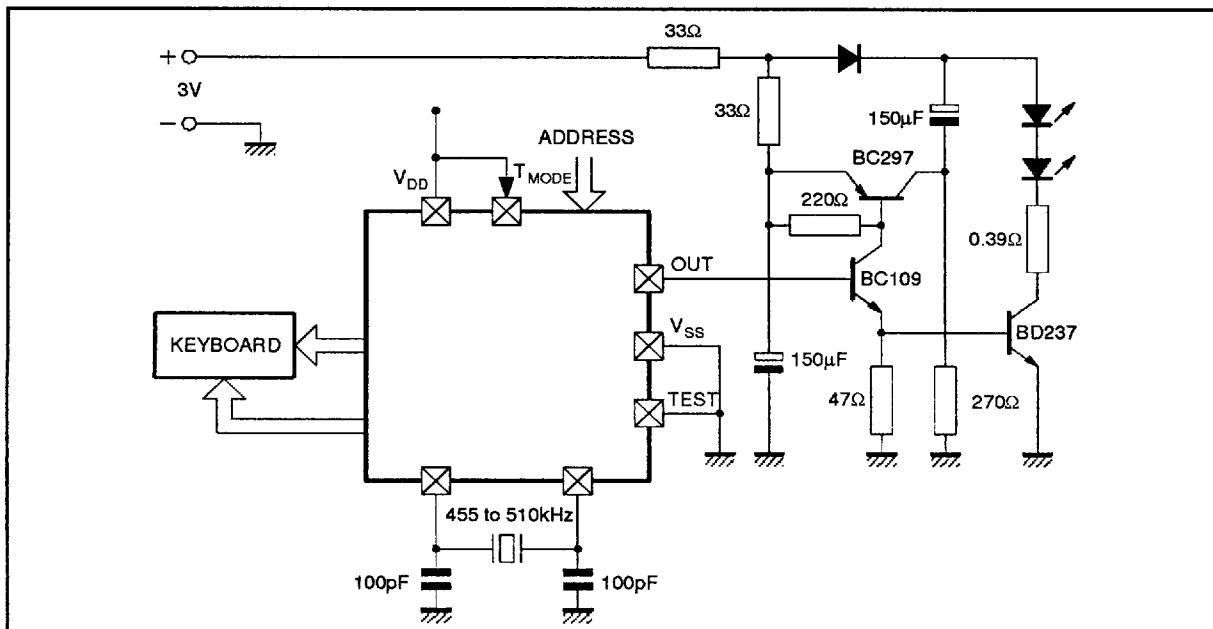 33Ω
+
3V
−
33Ω
150μF
ADDRESS
BC297
VDD
TMODE
220Ω
0.39Ω
OUT
BC109
VSS
BD237
KEYBOARD
150μF
TEST
47Ω
270Ω
455 to 510kHz
100pF
100pF